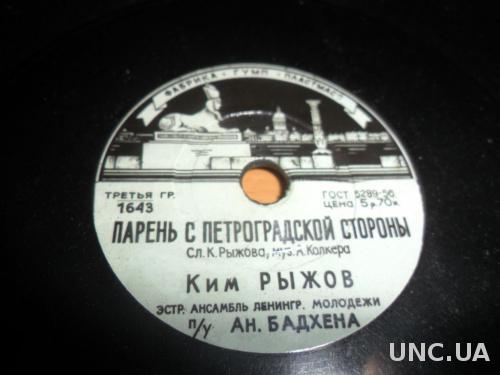 ФАБРИКА · ГУМП · ПЛАСТМАСС
ТРЕТЬЯ ГР.
1643
ГОСТ 5289-56
ЦЕНА 5 р. 70 к.
ПАРЕНЬ С ПЕТРОГРАДСКОЙ СТОРОНЫ
Сл. К. Рыжова, муз. А. Колкера
Ким РЫЖОВ
ЭСТР. АНСАМБЛЬ ЛЕНИНГР. МОЛОДЕЖИ
п/у АН. БАДХЕНА
UNC.UA